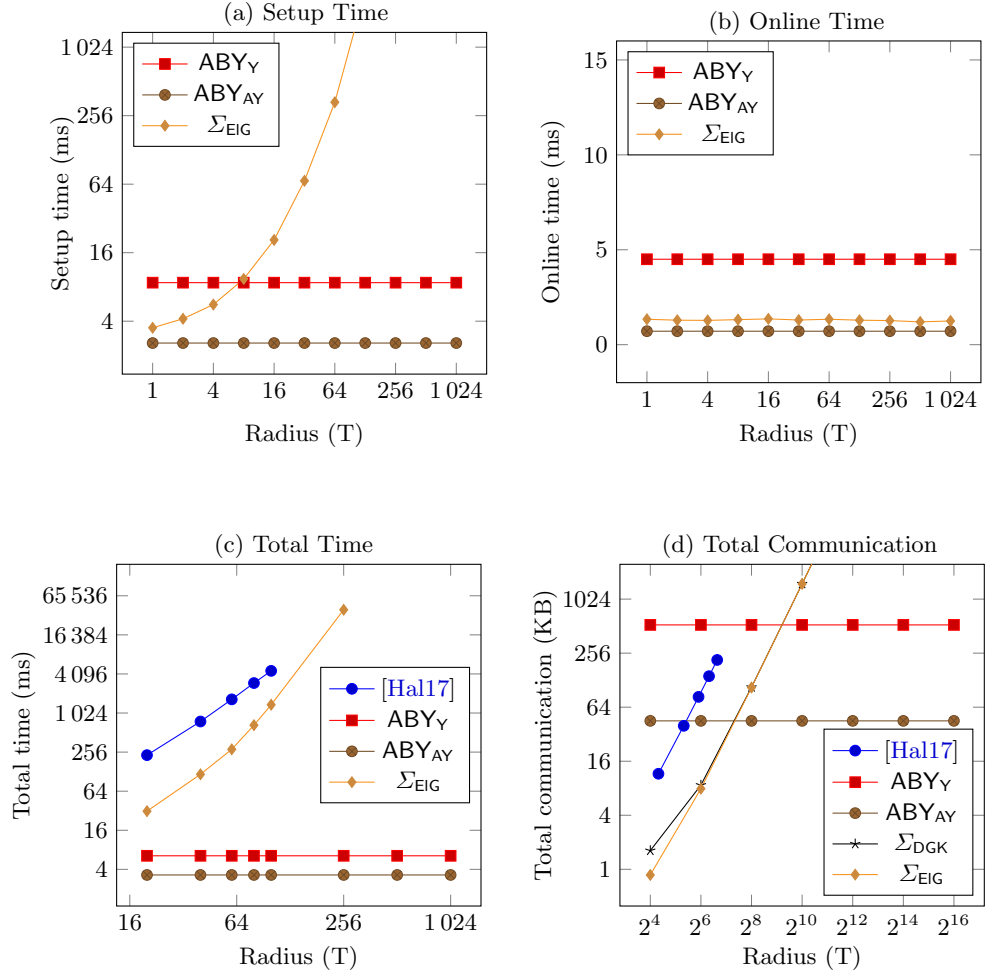 (a) Setup Time
1 024
256
64
16
4
Setup time (ms)
ABY_Y
ABY_AY
Σ_EIG
1 4 16 64 256 1 024
Radius (T)
(b) Online Time
15
10
5
0
Online time (ms)
ABY_Y
ABY_AY
Σ_EIG
1 4 16 64 256 1 024
Radius (T)
(c) Total Time
65 536
16 384
4 096
1 024
256
64
16
4
Total time (ms)
[Hal17]
ABY_Y
ABY_AY
Σ_EIG
16 64 256 1 024
Radius (T)
(d) Total Communication
1024
256
64
16
4
1
Total communication (KB)
[Hal17]
ABY_Y
ABY_AY
Σ_DGK
Σ_EIG
2^4 2^6 2^8 2^10 2^12 2^14 2^16
Radius (T)